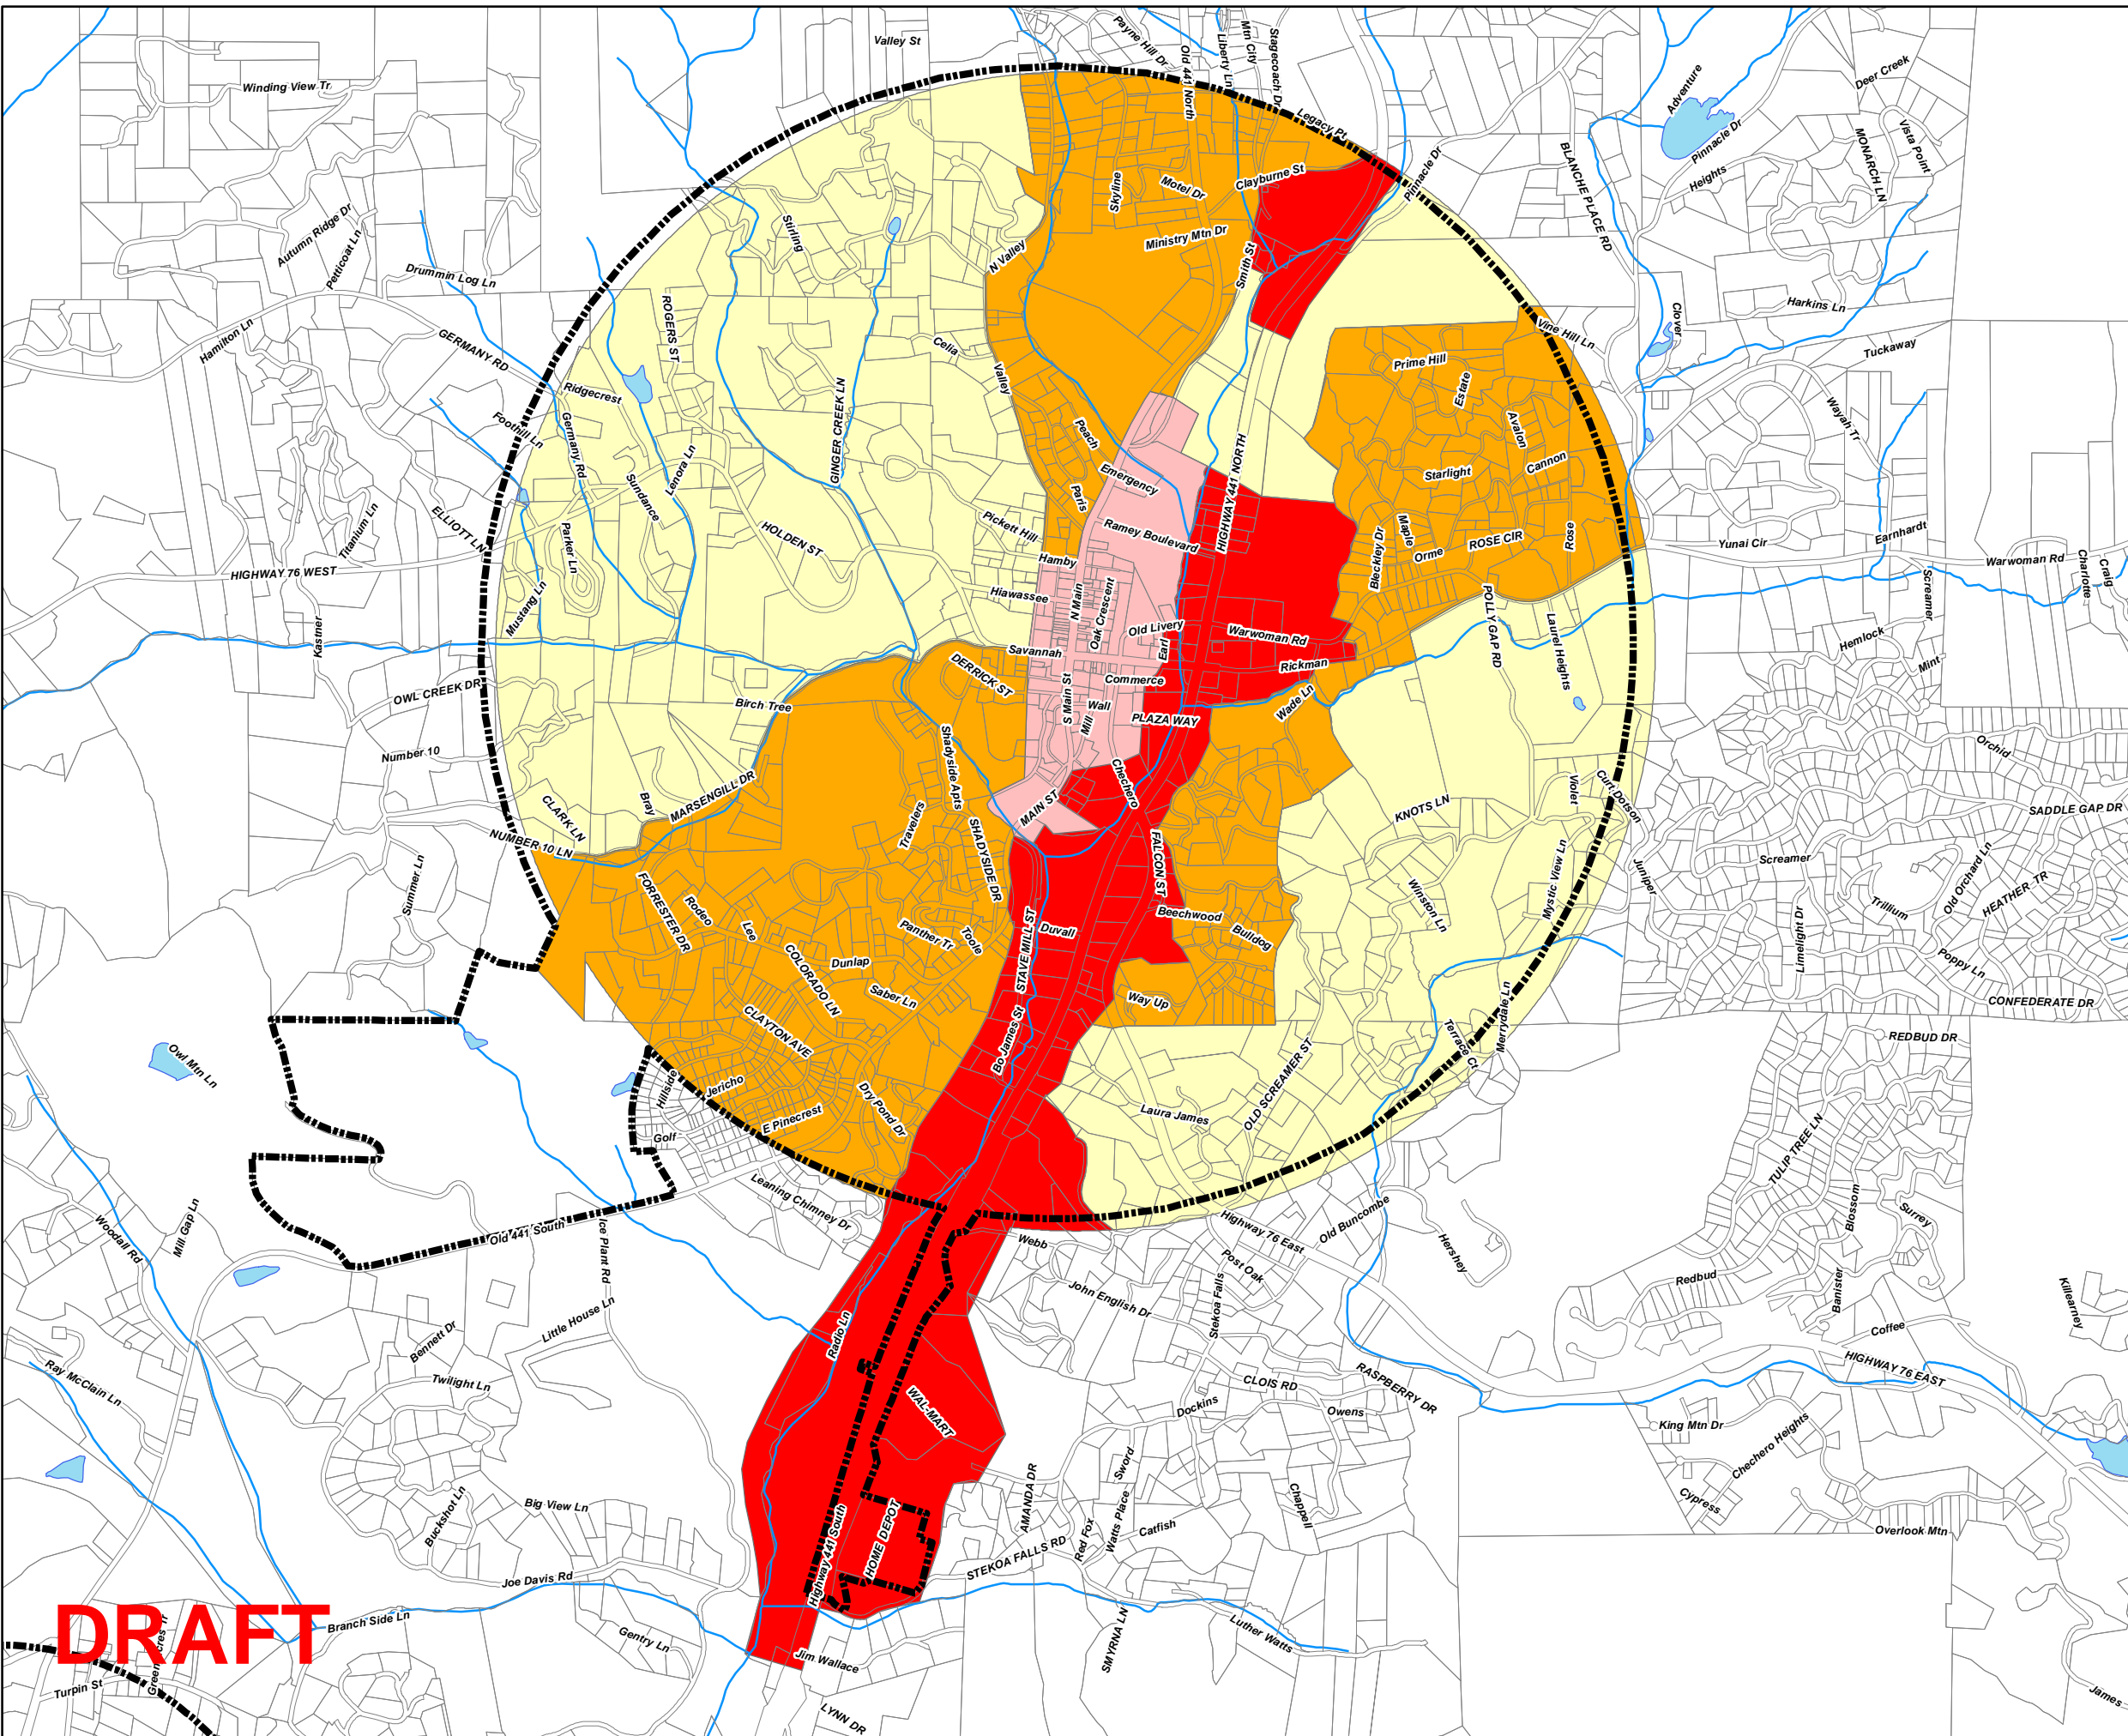 Valley St
Payne Hill Dr
Old 441 North
Liberty Ln
Mtn City
Stagecoach Dr
Legacy Pt
Winding View Tr
Adventure
Deer Creek
Pinnacle Dr
Vista Point
MONARCH LN
Heights
BLANCHE PLACE RD
Pinnacle Dr
Clayburne St
Motel Dr
Skyline
Ministry Mtn Dr
Smith St
N Valley
Stirling
Autumn Ridge Dr
Petticoat Ln
Drummin Log Ln
Hamilton Ln
GERMANY RD
ROGERS ST
Celia
Valley
Harkins Ln
Clover
Vine Hill Ln
Tuckaway
Wayah Tr
Prime Hill
Estate
Avalon
Cannon
Starlight
Ridgecrest
Foothill Ln
Germany Rd
Sundance
Lenora Ln
GINGER CREEK LN
Peach
Emergency
Paris
HIGHWAY 441 NORTH
Titanium Ln
ELLIOTT LN
Parker Ln
HOLDEN ST
Pickett Hill
Hamby
Ramey Boulevard
Bleckley Dr
Maple
Orme
ROSE CIR
Rose
Yunai Cir
Earnhardt
Warwoman Rd
Charlotte
Craig
Screamer
HIGHWAY 76 WEST
Mustang Ln
Kastner
Hiawassee
N Main
Oak Crescent
Old Livery
Earl
Warwoman Rd
Rickman
POLLY GAP RD
Laurel Heights
Hemlock
Mint
Savannah
DERRICK ST
Commerce
S Main St
Wall
Mill
PLAZA WAY
Wade Ln
OWL CREEK DR
Birch Tree
Number 10
Shadyside Apts
Chechero
Orchid
SADDLE GAP DR
Curt Dotson
Violet
KNOTS LN
MARSENGILL DR
Bray
CLARK LN
NUMBER 10 LN
Travelers
SHADYSIDE DR
MAIN ST
FALCON ST
Mystic View Ln
Juniper
Screamer
Old Orchard Ln
HEATHER TR
Trillium
Limelight Dr
Poppy Ln
CONFEDERATE DR
Summer Ln
FORRESTER DR
Rodeo
Lee
COLORADO LN
Dunlap
Panther Tr
Toole
Saber Ln
STAVE MILL ST
Duvall
Beechwood
Bulldog
Winston Ln
Way Up
Merrydale Ln
Terrace Ct
OLD SCREAMER ST
Bo James St
CLAYTON AVE
Owl Mtn Ln
Hillside
Jericho
E Pinecrest
Golf
Dry Pond Dr
Laura James
REDBUD DR
TULIP TREE LN
Blossom
Surrey
Leaning Chimney Dr
Woodall Rd
Mill Gap Ln
Old 441 South
Ice Plant Rd
Webb
Highway 76 East
Old Buncombe
Hershey
Post Oak
Stekoa Falls
John English Dr
Redbud
Banister
Coffee
Killearney
HIGHWAY 76 EAST
Little House Ln
Bennett Dr
Twilight Ln
Ray McClain Ln
Radio Ln
WAL-MART
RASPBERRY DR
CLOIS RD
Dockins
Owens
King Mtn Dr
Chechero Heights
Cypress
Overlook Mtn
Buckshot Ln
Big View Ln
AMANDA DR
Sword
Watts Place
Red Fox
Catfish
Chappell
Highway 441 South
HOME DEPOT
STEKOA FALLS RD
Joe Davis Rd
Branch Side Ln
Gentry Ln
Jim Wallace
SMYRNA LN
Luther Watts
DRAFT
Turpin St
LYNN DR
James